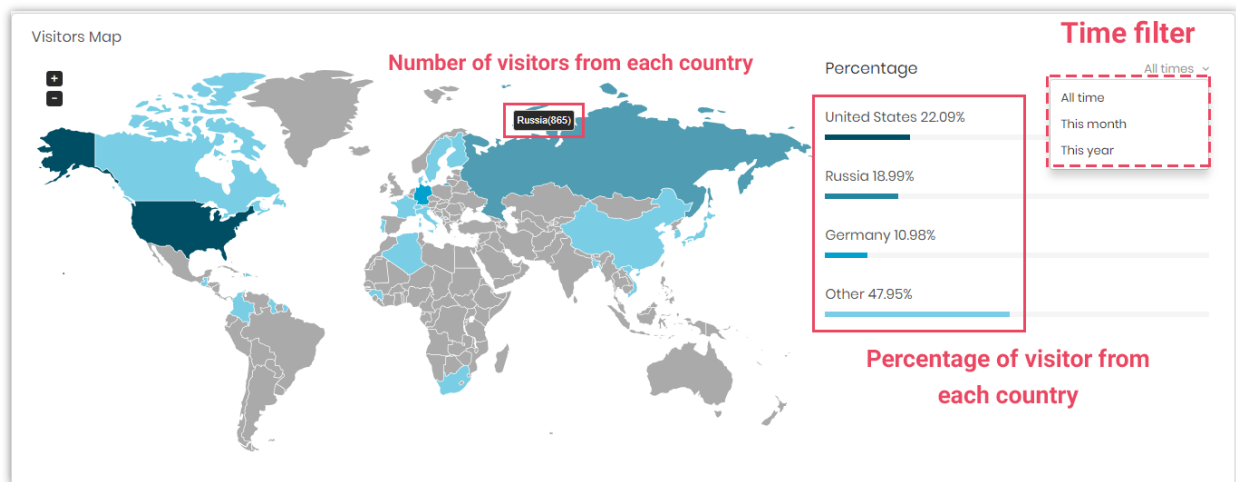 Visitors Map
+
-
Number of visitors from each country
Russia(865)
Time filter
Percentage
All times
All time
This month
This year
United States 22.09%
Russia 18.99%
Germany 10.98%
Other 47.95%
Percentage of visitor from
each country